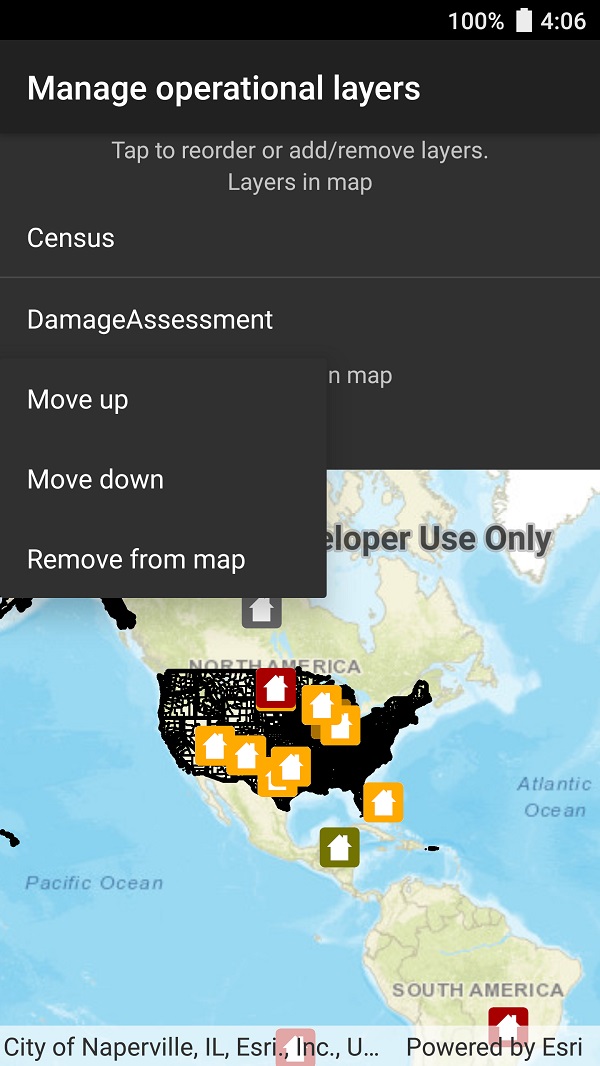 100% 4:06
Manage operational layers
Tap to reorder or add/remove layers.
Layers in map
Census
DamageAssessment
map
Move up
Move down
Use Only
Remove from map
NORTH AMERICA
Atlantic
Ocean
Pacific Ocean
SOUTH AMERICA
City of Naperville, IL, Esri., Inc., U... Powered by Esri